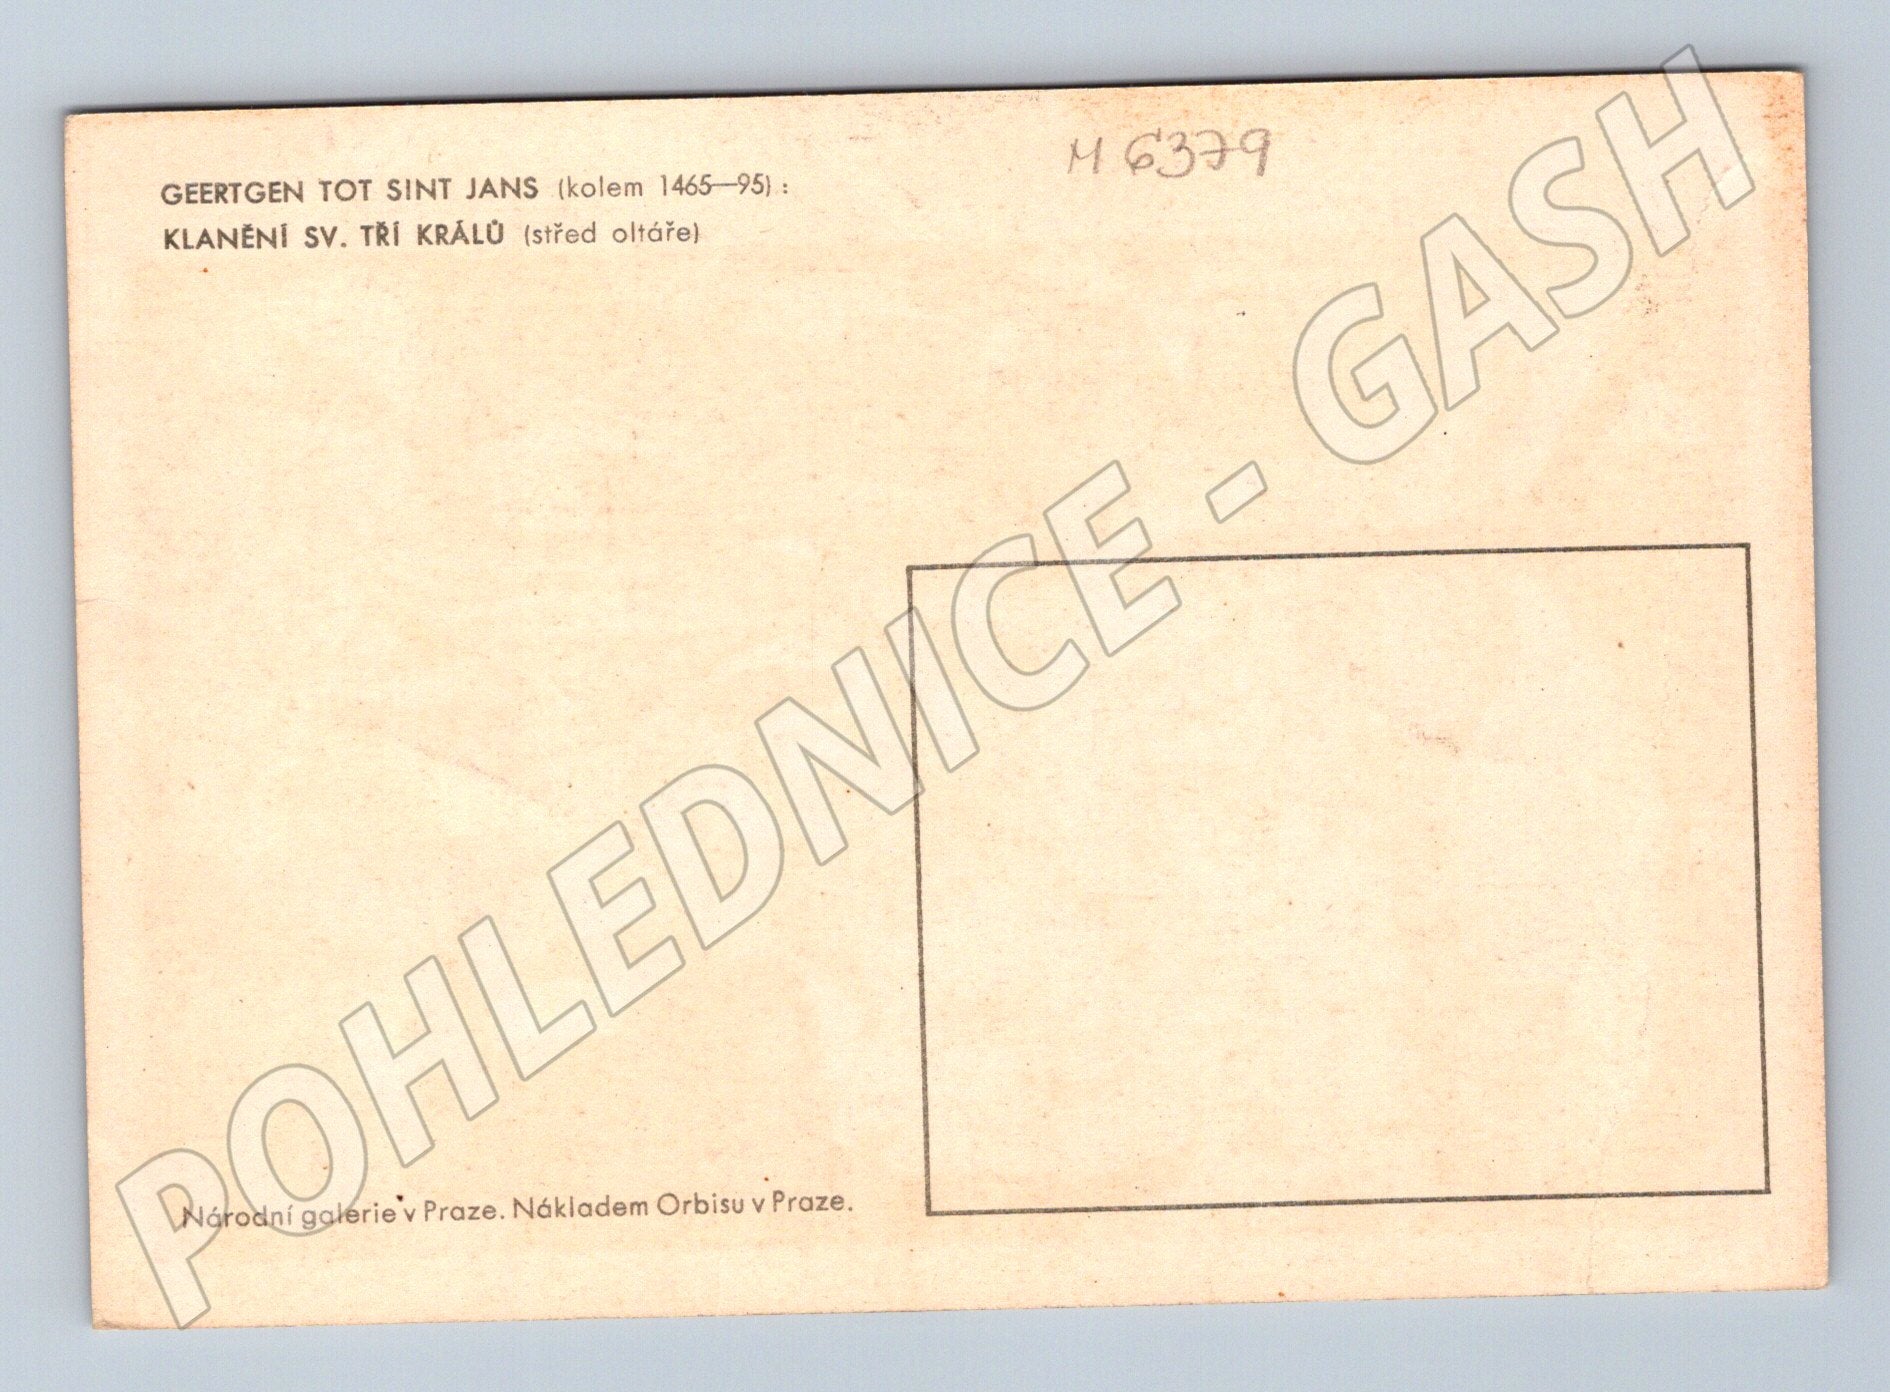 M 6379
GEERTGEN TOT SINT JANS (kolem 1465—95) :
KLANĚNÍ SV. TŘÍ KRÁLŮ (střed oltáře)
POHLEDNICE - GASH
Národní galerie v Praze. Nákladem Orbisu v Praze.